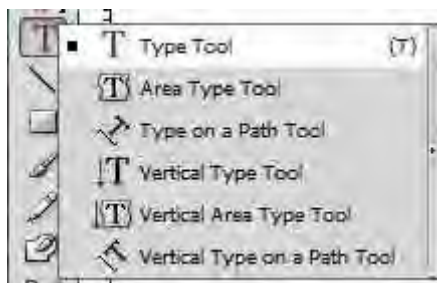 Type Tool (T)
Area Type Tool
Type on a Path Tool
Vertical Type Tool
Vertical Area Type Tool
Vertical Type on a Path Tool